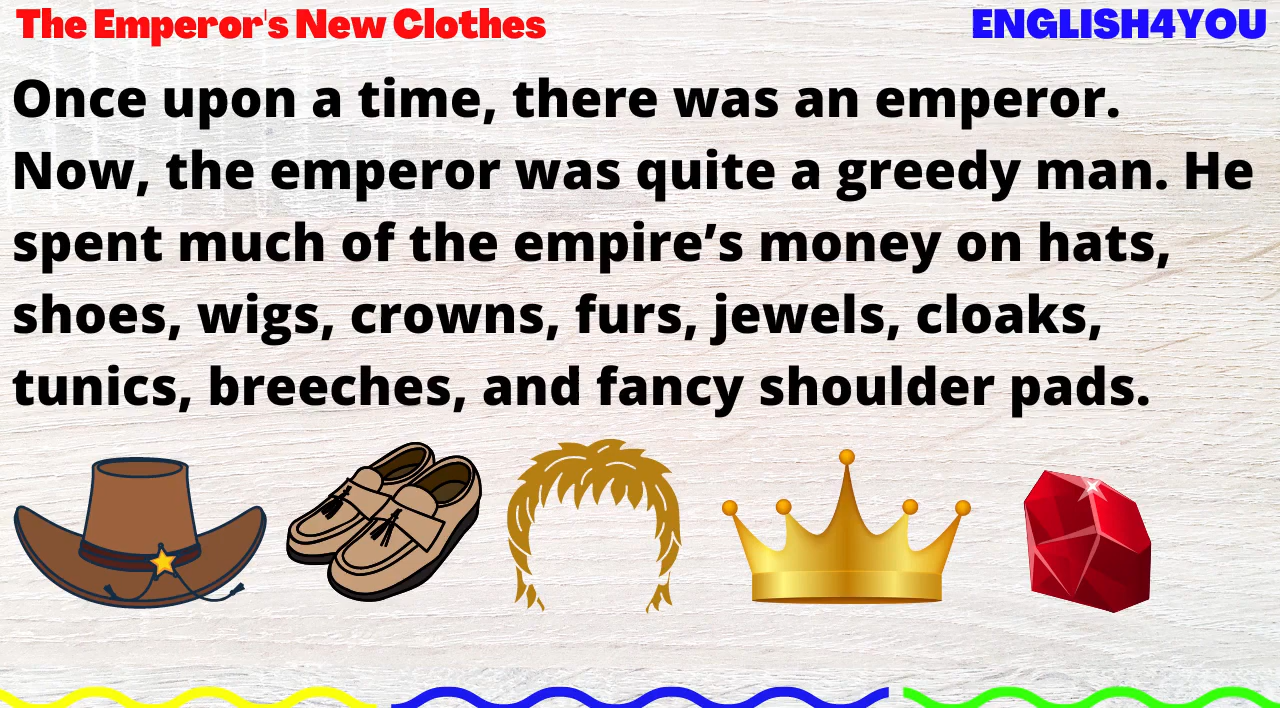 The Emperor's New Clothes
ENGLISH4YOU
Once upon a time, there was an emperor.
Now, the emperor was quite a greedy man. He
spent much of the empire’s money on hats,
shoes, wigs, crowns, furs, jewels, cloaks,
tunics, breeches, and fancy shoulder pads.